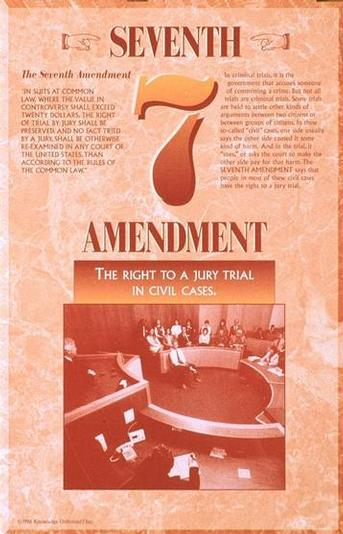 SEVENTH
The Seventh Amendment
"IN SUITS AT COMMON
LAW, WHERE THE VALUE IN
CONTROVERSY SHALL EXCEED
TWENTY DOLLARS, THE RIGHT
OF TRIAL BY JURY SHALL BE
PRESERVED, AND NO FACT TRIED
BY A JURY, SHALL BE OTHERWISE
RE-EXAMINED IN ANY COURT OF
THE UNITED STATES, THAN
ACCORDING TO THE RULES OF
THE COMMON LAW."
7
In criminal trials, it is the
government that accuses someone
of committing a crime. But not all
trials are criminal trials. Some trials
are held to settle other kinds of
arguments between two citizens or
between groups of citizens. In these
so-called "civil" cases, one side usually
says the other side caused it some
kind of harm. And in the trial, it
"sues," or asks the court to make the
other side pay for that harm. The
SEVENTH AMENDMENT says that
people in most of these civil cases
have the right to a jury trial.
AMENDMENT
THE RIGHT TO A JURY TRIAL
IN CIVIL CASES.
Knowledge Unlimited, Inc.